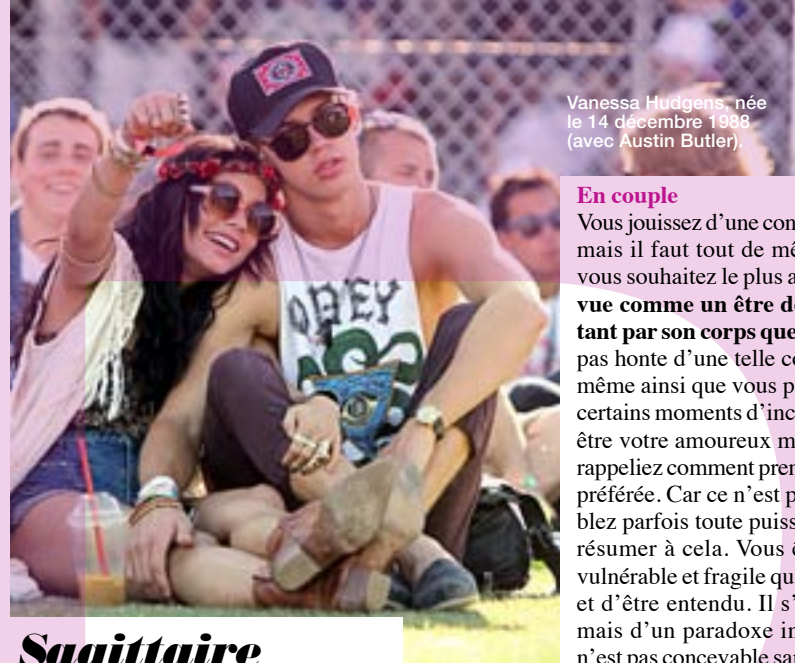 Vanessa Hudgens, née
le 14 décembre 1988
(avec Austin Butler).
OBEY
En couple
Vous jouissez d’une con
mais il faut tout de mê
vous souhaitez le plus a
vue comme un être d
tant par son corps que
pas honte d’une telle co
même ainsi que vous p
certains moments d’inc
être votre amoureux m
rappeliez comment pren
préférée. Car ce n’est p
blez parfois toute puiss
résumer à cela. Vous ê
vulnérable et fragile qu
et d’être entendu. Il s’
mais d’un paradoxe in
n’est pas concevable sa
Sagittaire